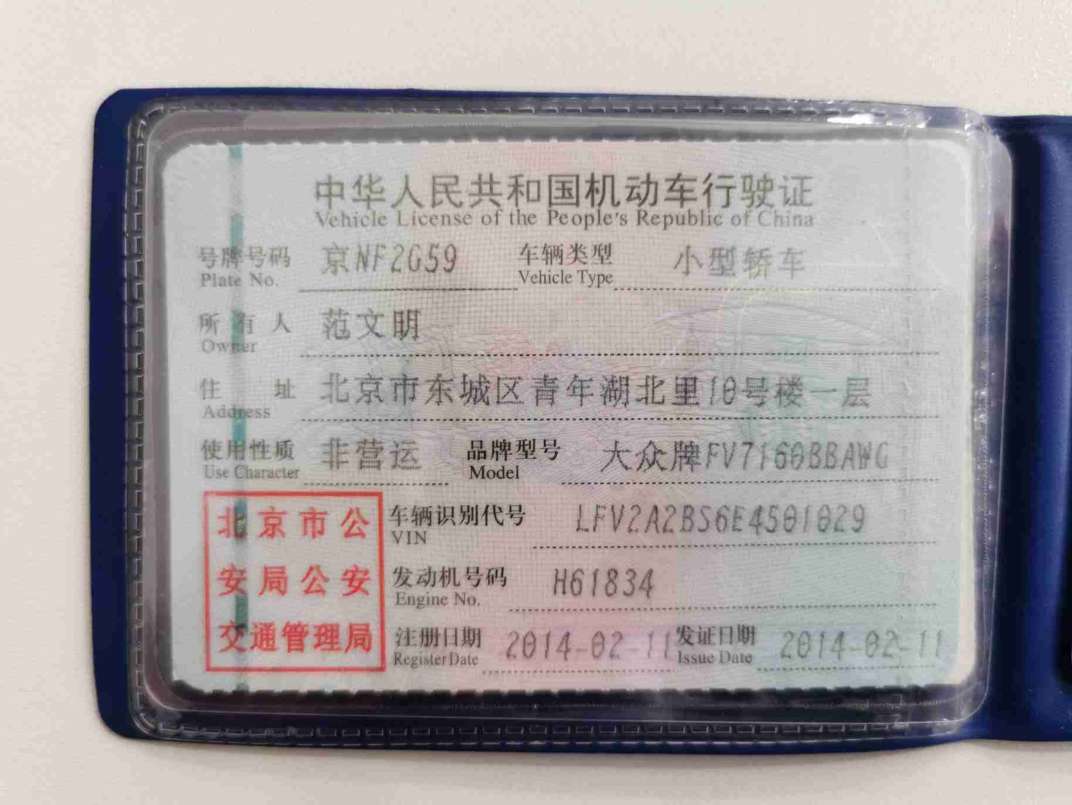 中华人民共和国机动车行驶证
Vehicle License of the People's Republic of China
号牌号码 京NF2G59 车辆类型 小型轿车
Plate No. Vehicle Type
所有人 范文明
Owner
住址 北京市东城区青年湖北里10号楼一层
Address
使用性质 非营运 品牌型号 大众牌FV7160BBAWG
Use Character Model
北京市公 车辆识别代号 LFV2A2BS6E4501029
VIN
安局公安 发动机号码 H61834
Engine No.
交通管理局 注册日期 2014-02-11 发证日期 2014-02-11
Register Date Issue Date